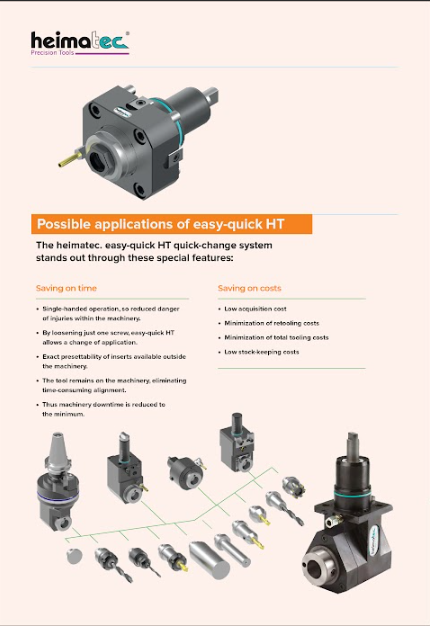 heimatec.®
Precision Tools
Possible applications of easy-quick HT
The heimatec. easy-quick HT quick-change system
stands out through these special features:
Saving on time
• Single-handed operation, so reduced danger
of injuries within the machinery.
• By loosening just one screw, easy-quick HT
allows a change of application.
• Exact presettability of inserts available outside
the machinery.
• The tool remains on the machinery, eliminating
time-consuming alignment.
• Thus machinery downtime is reduced to
the minimum.
Saving on costs
• Low acquisition cost
• Minimization of retooling costs
• Minimization of total tooling costs
• Low stock-keeping costs